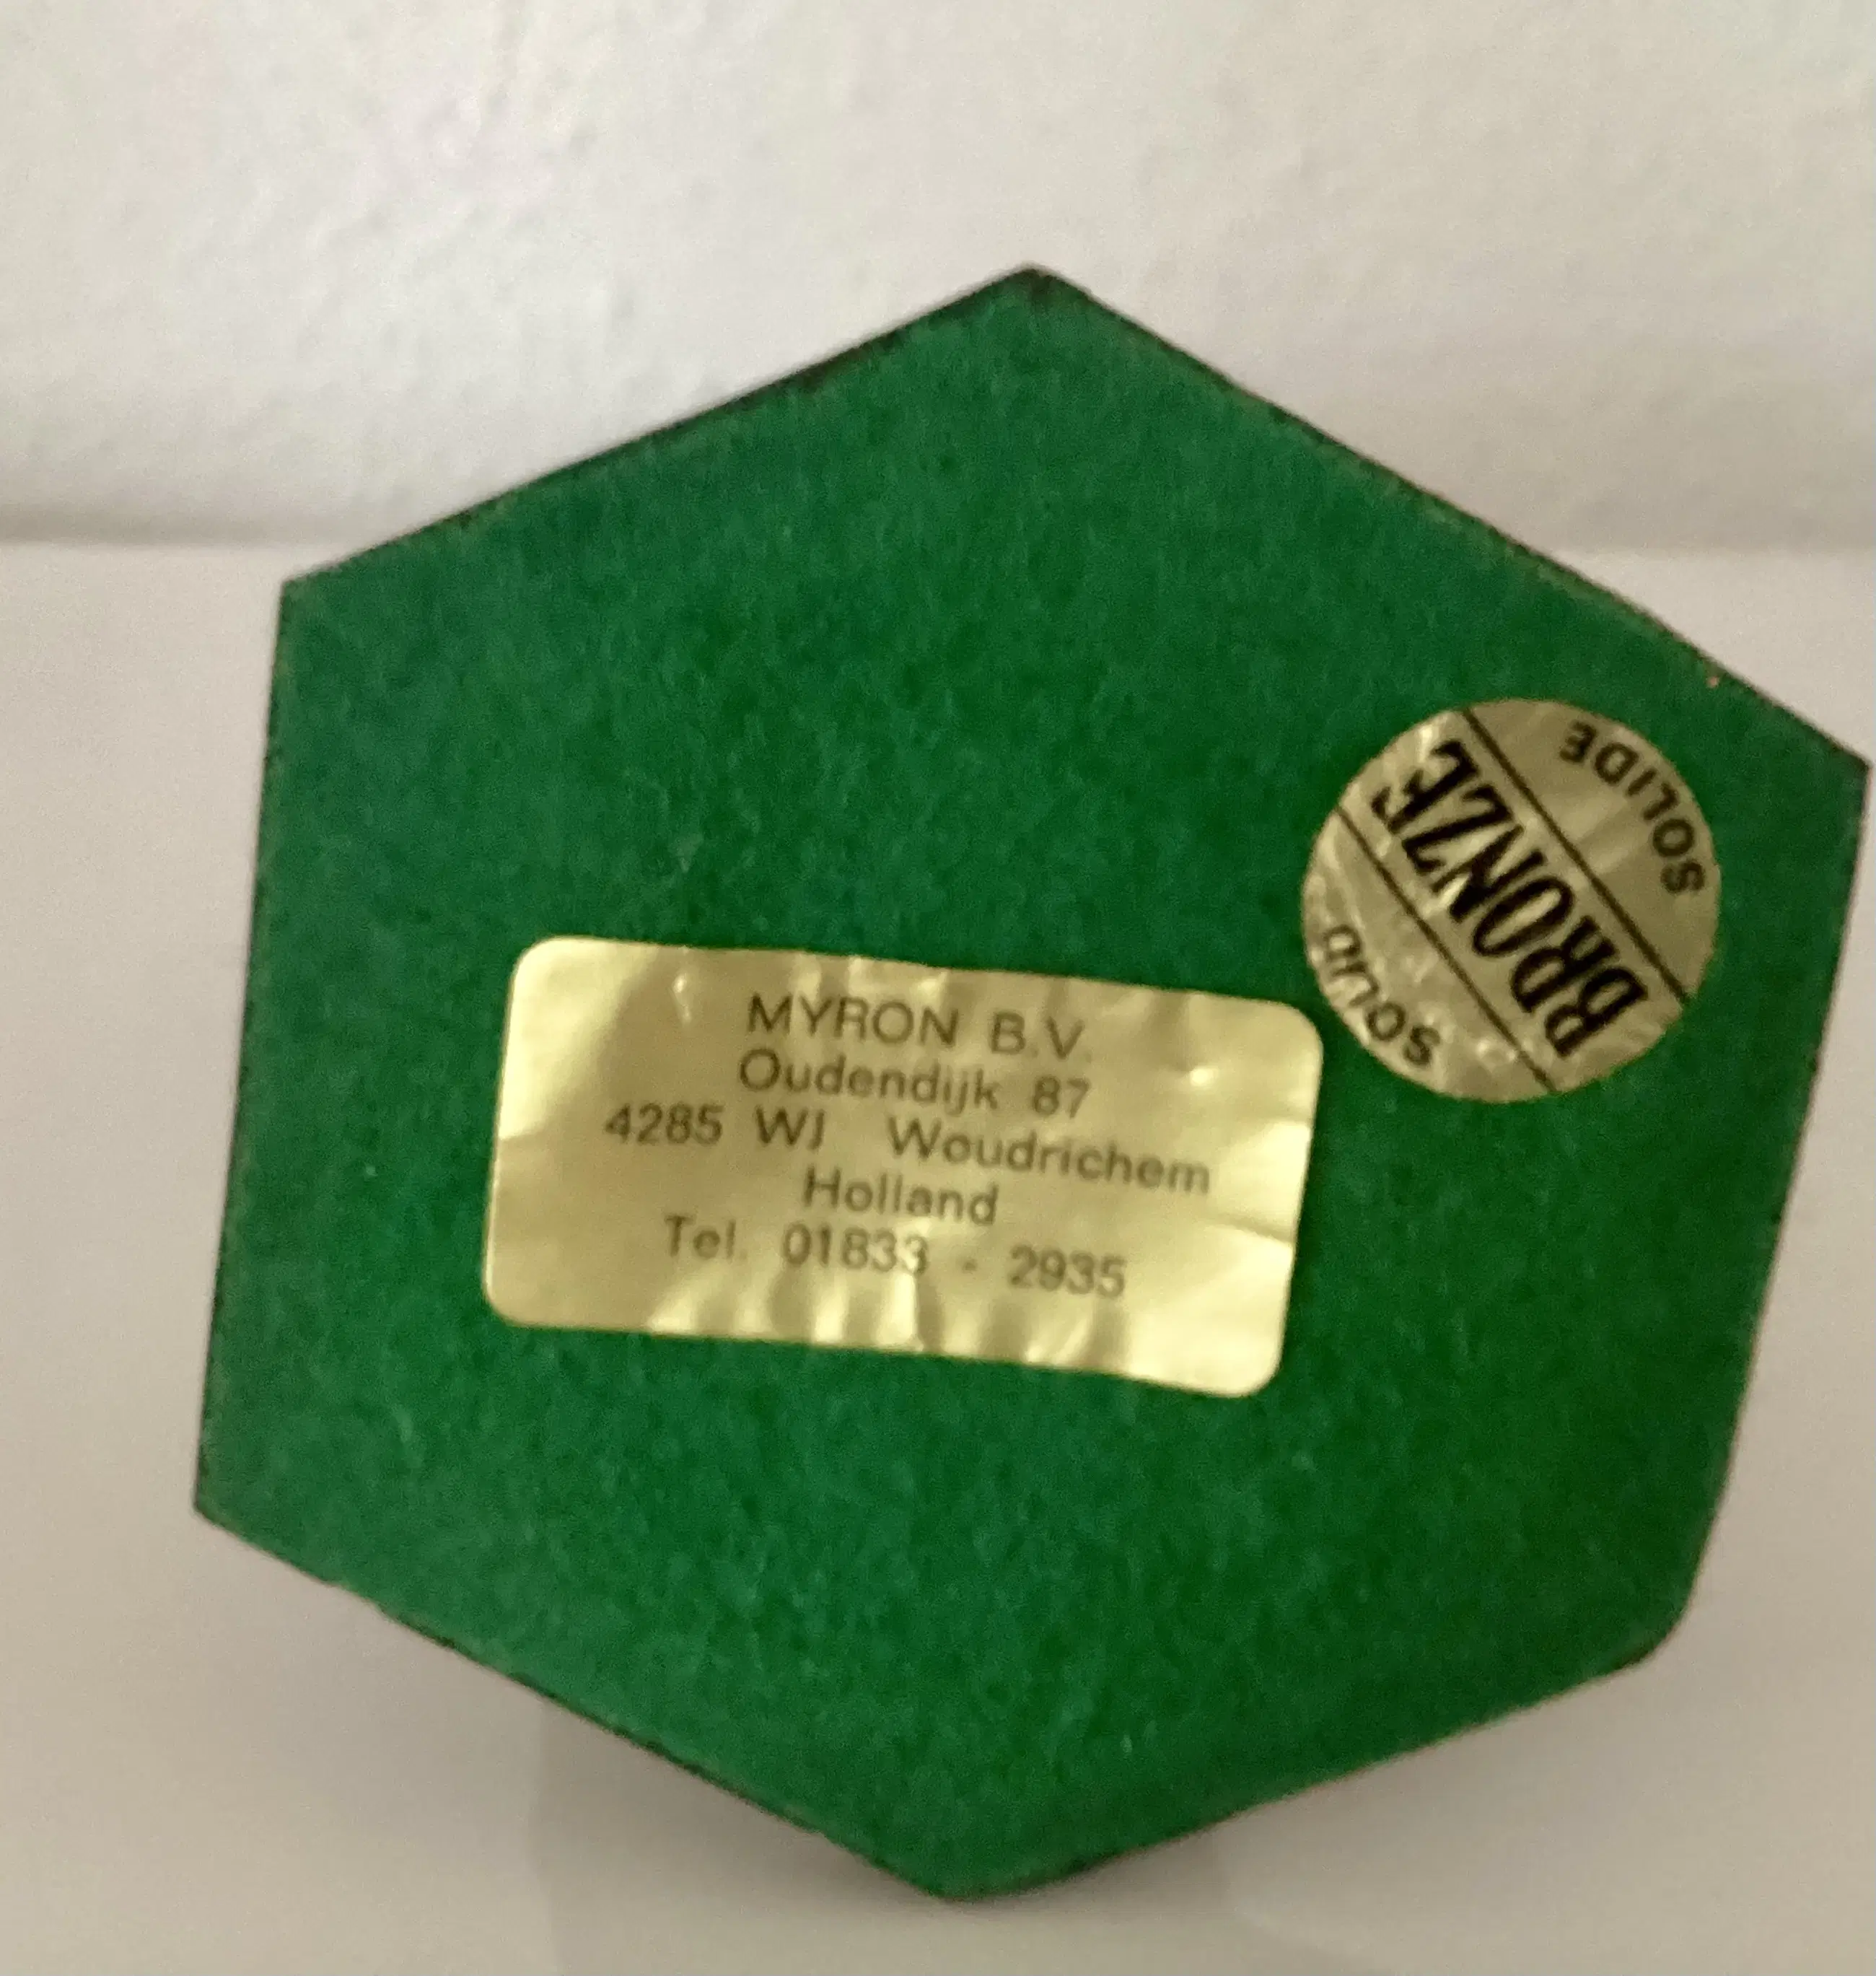 MYRON B.V.
Oudendijk 87
4285 WJ Woudrichem
Holland
Tel. 01833 - 2935
SOLIDE
BRONZE
SOLID